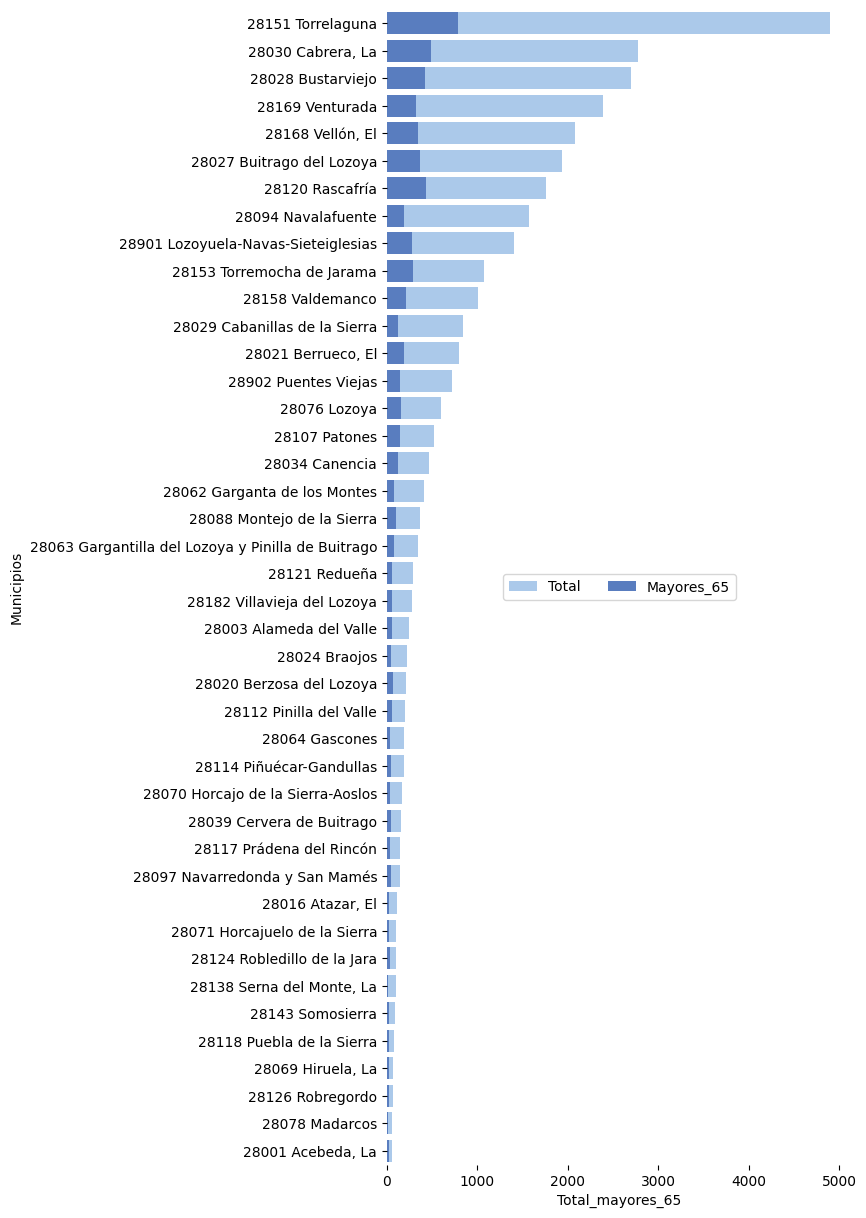 28151 Torrelaguna
28030 Cabrera, La
28028 Bustarviejo
28169 Venturada
28168 Vellón, El
28027 Buitrago del Lozoya
28120 Rascafría
28094 Navalafuente
28901 Lozoyuela-Navas-Sieteiglesias
28153 Torremocha de Jarama
28158 Valdemanco
28029 Cabanillas de la Sierra
28021 Berrueco, El
28902 Puentes Viejas
28076 Lozoya
28107 Patones
28034 Canencia
28062 Garganta de los Montes
28088 Montejo de la Sierra
28063 Gargantilla del Lozoya y Pinilla de Buitrago
28121 Redueña
28182 Villavieja del Lozoya
28003 Alameda del Valle
28024 Braojos
28020 Berzosa del Lozoya
28112 Pinilla del Valle
28064 Gascones
28114 Piñuécar-Gandullas
28070 Horcajo de la Sierra-Aoslos
28039 Cervera de Buitrago
28117 Prádena del Rincón
28097 Navarredonda y San Mamés
28016 Atazar, El
28071 Horcajuelo de la Sierra
28124 Robledillo de la Jara
28138 Serna del Monte, La
28143 Somosierra
28118 Puebla de la Sierra
28069 Hiruela, La
28126 Robregordo
28078 Madarcos
28001 Acebeda, La
Municipios
Total Mayores_65
0 1000 2000 3000 4000 5000
Total_mayores_65